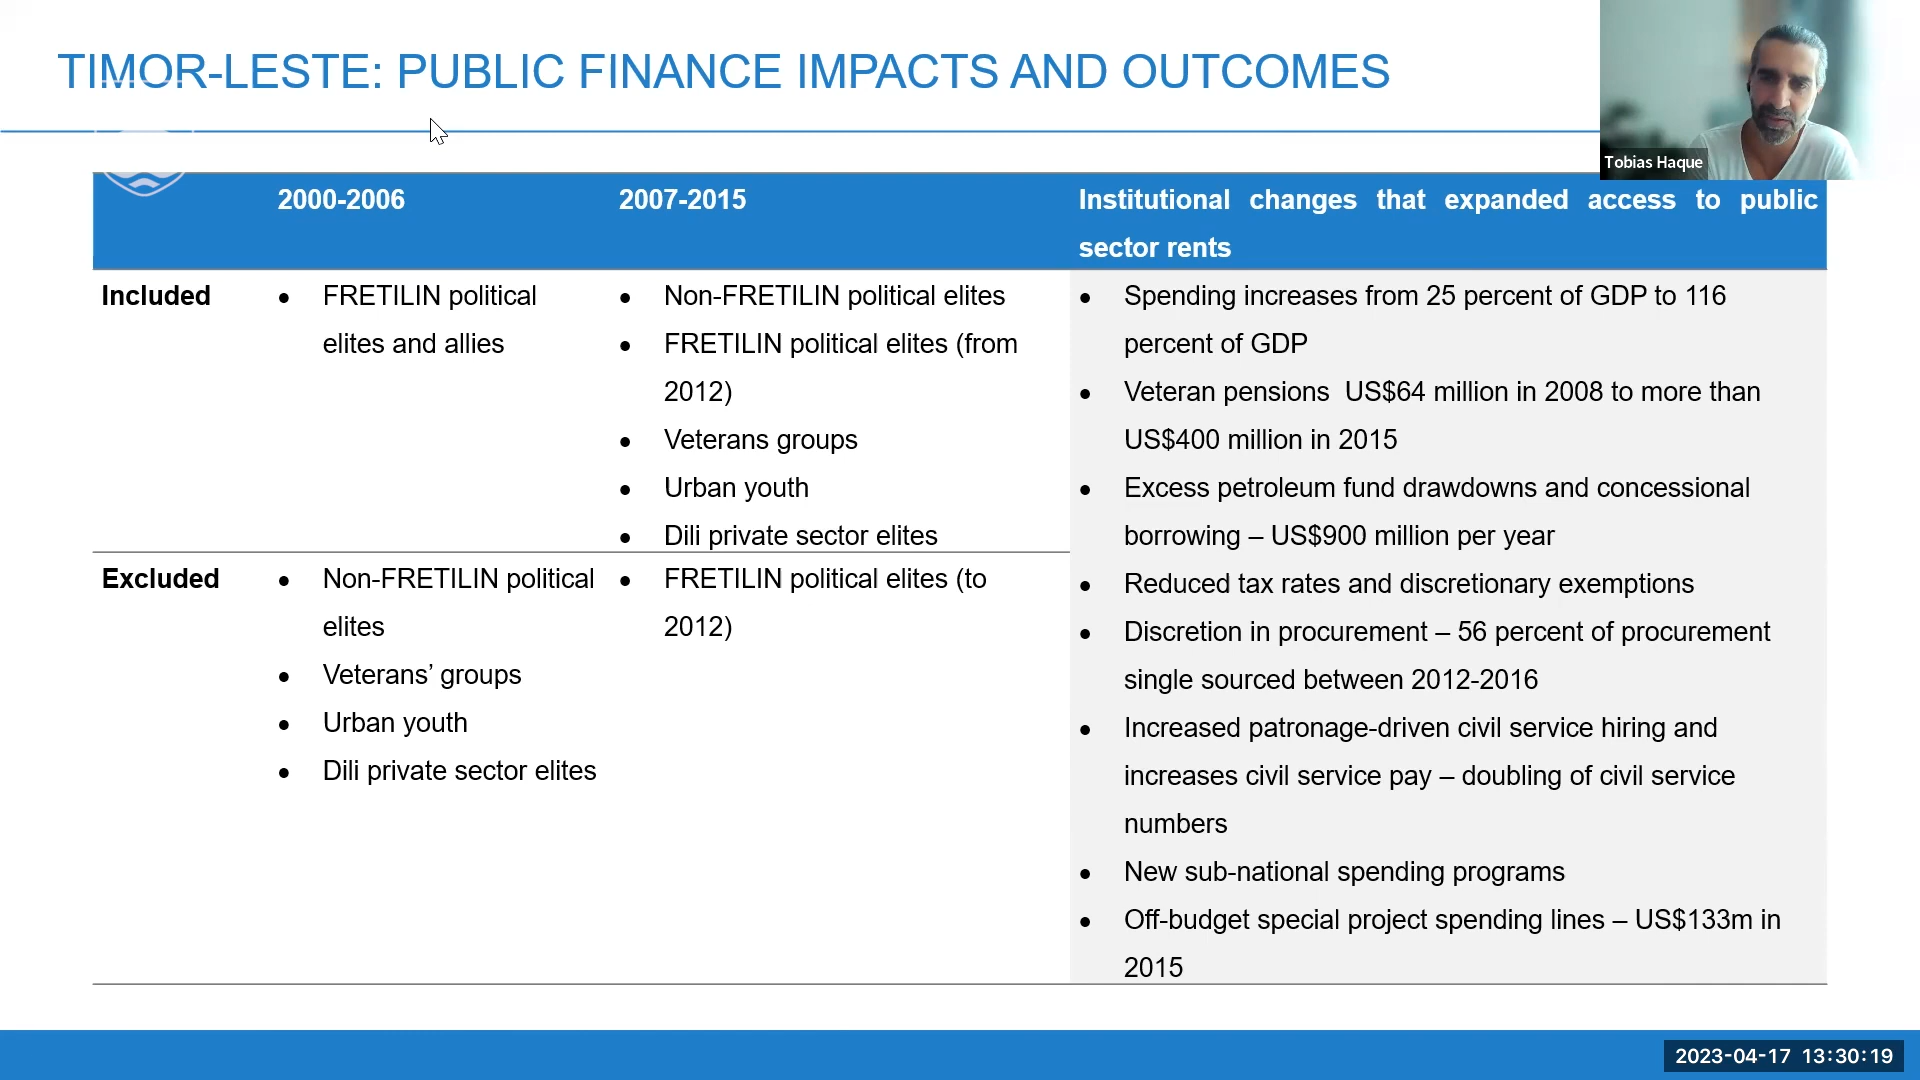 TIMOR-LESTE: PUBLIC FINANCE IMPACTS AND OUTCOMES
Tobias Haque
2000-2006
2007-2015
Institutional changes that expanded access to public
sector rents
Included
• FRETILIN political
elites and allies
• Non-FRETILIN political elites
• FRETILIN political elites (from
2012)
• Veterans groups
• Urban youth
• Dili private sector elites
Excluded
• Non-FRETILIN political
elites
• Veterans’ groups
• Urban youth
• Dili private sector elites
• FRETILIN political elites (to
2012)
• Spending increases from 25 percent of GDP to 116
percent of GDP
• Veteran pensions  US$64 million in 2008 to more than
US$400 million in 2015
• Excess petroleum fund drawdowns and concessional
borrowing – US$900 million per year
• Reduced tax rates and discretionary exemptions
• Discretion in procurement – 56 percent of procurement
single sourced between 2012-2016
• Increased patronage-driven civil service hiring and
increases civil service pay – doubling of civil service
numbers
• New sub-national spending programs
• Off-budget special project spending lines – US$133m in
2015
2023-04-17 13:30:19